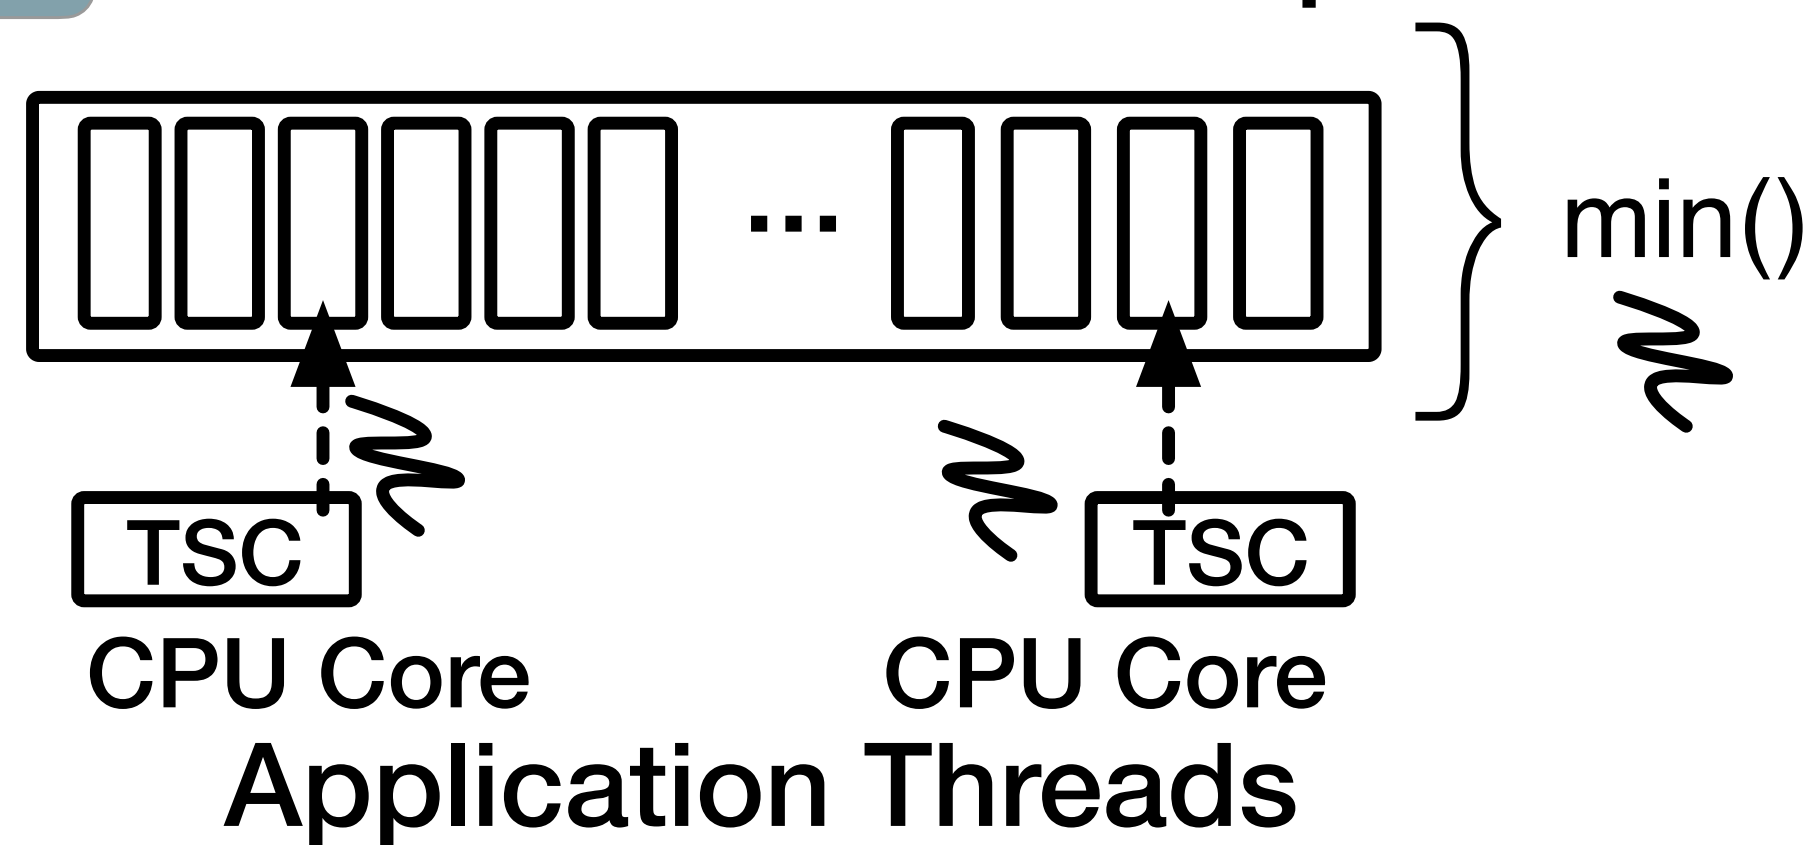 ...
min()
TSC TSC
CPU Core CPU Core
Application Threads